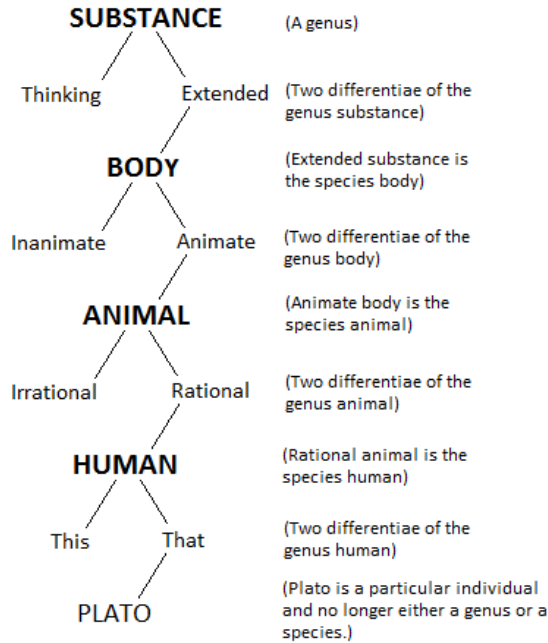 SUBSTANCE (A genus)
Thinking Extended (Two differentiae of the
genus substance)
BODY (Extended substance is
the species body)
Inanimate Animate (Two differentiae of the
genus body)
ANIMAL (Animate body is the
species animal)
Irrational Rational (Two differentiae of the
genus animal)
HUMAN (Rational animal is the
species human)
This That (Two differentiae of the
genus human)
PLATO (Plato is a particular individual
and no longer either a genus or a
species.)